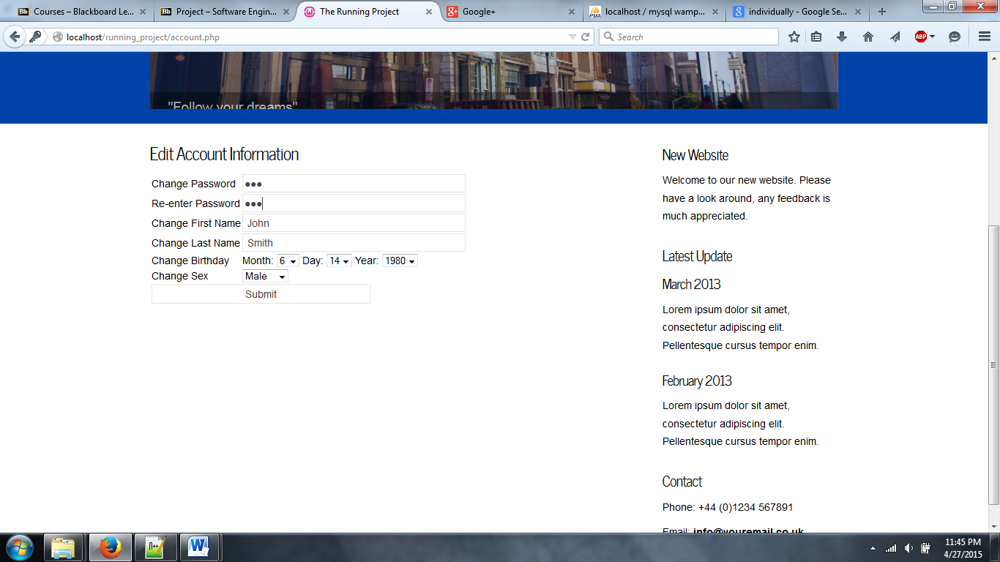 Courses – Blackboard Le...
Project – Software Engin...
The Running Project
Google+
localhost / mysql wamp...
individually - Google Se...
localhost/running_project/account.php
Search
ABP
"Follow your dreams"
Edit Account Information
Change Password
Re-enter Password
Change First Name John
Change Last Name Smith
Change Birthday Month: 6 Day: 14 Year: 1980
Change Sex Male
Submit
New Website
Welcome to our new website. Please
have a look around, any feedback is
much appreciated.
Latest Update
March 2013
Lorem ipsum dolor sit amet,
consectetur adipiscing elit.
Pellentesque cursus tempor enim.
February 2013
Lorem ipsum dolor sit amet,
consectetur adipiscing elit.
Pellentesque cursus tempor enim.
Contact
Phone: +44 (0)1234 567891
Email: info@youremail.co.uk
11:45 PM
4/27/2015